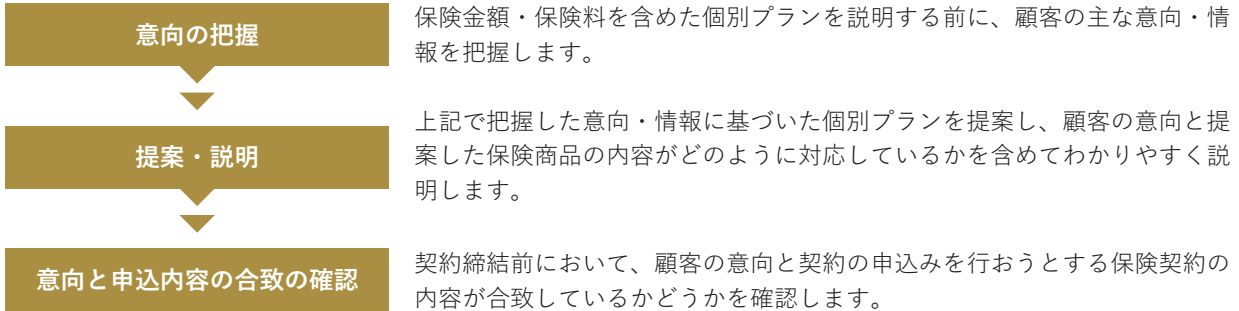 意向の把握
保険金額・保険料を含めた個別プランを説明する前に、顧客の主な意向・情
報を把握します。
提案・説明
上記で把握した意向・情報に基づいた個別プランを提案し、顧客の意向と提
案した保険商品の内容がどのように対応しているかを含めてわかりやすく説
明します。
意向と申込内容の合致の確認
契約締結前において、顧客の意向と契約の申込みを行おうとする保険契約の
内容が合致しているかどうかを確認します。